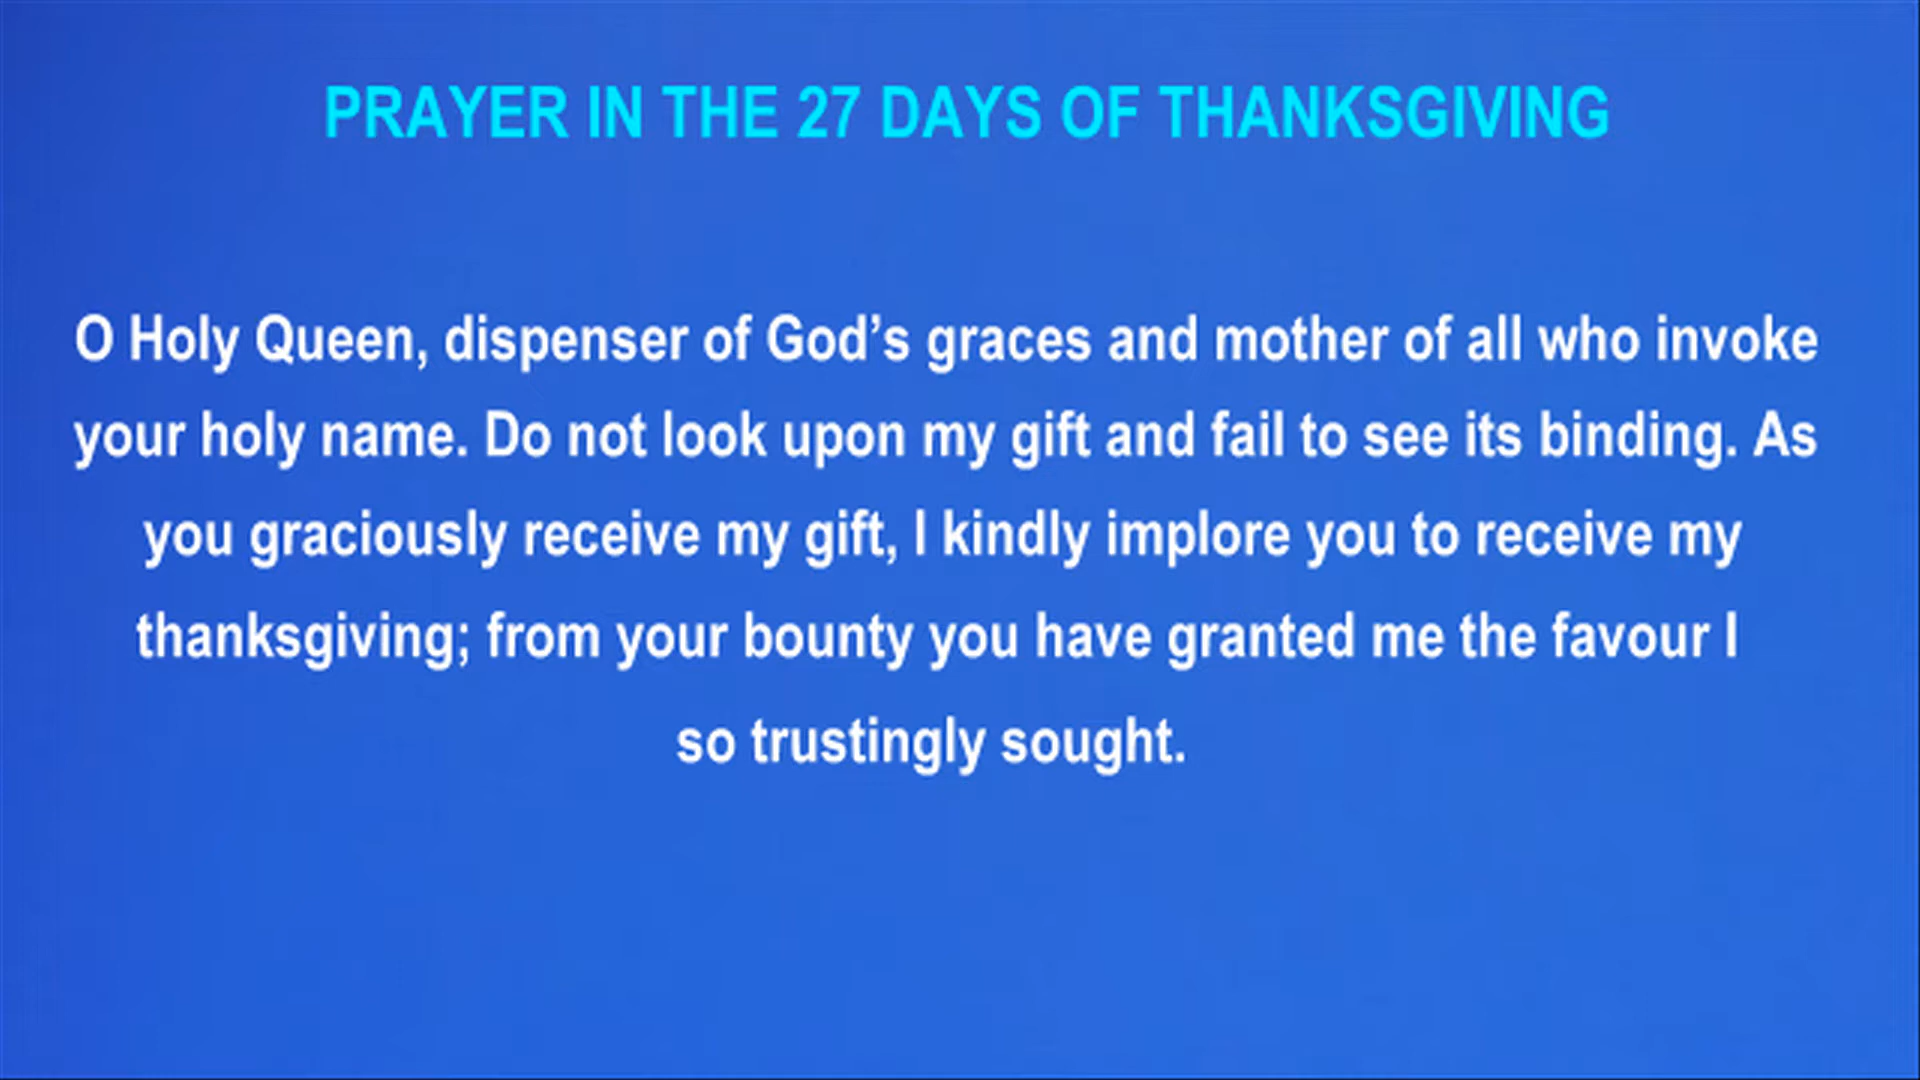 PRAYER IN THE 27 DAYS OF THANKSGIVING
O Holy Queen, dispenser of God’s graces and mother of all who invoke
your holy name. Do not look upon my gift and fail to see its binding. As
you graciously receive my gift, I kindly implore you to receive my
thanksgiving; from your bounty you have granted me the favour I
so trustingly sought.